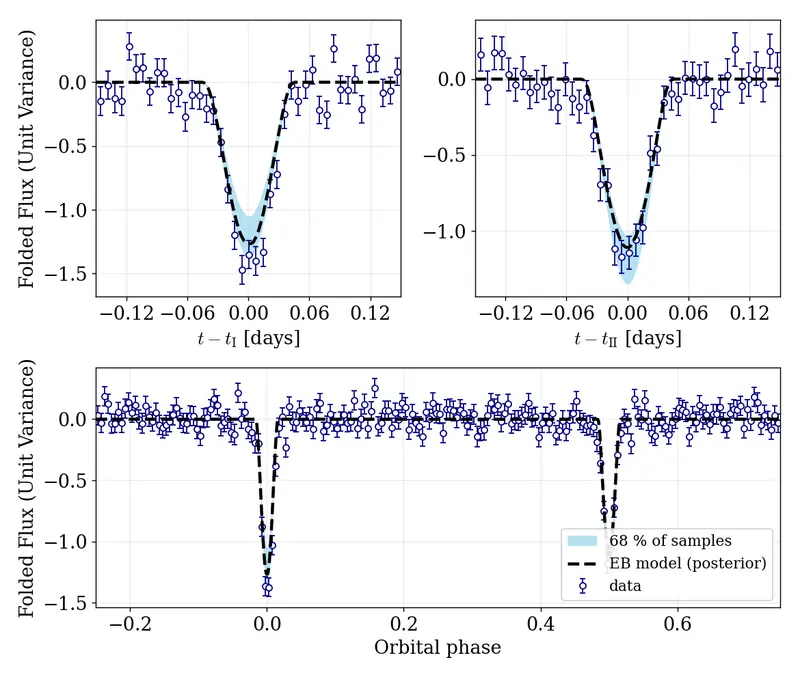 Folded Flux (Unit Variance)
0.0
−0.5
−1.0
−1.5
−0.12 −0.06 0.00 0.06 0.12
t − tI [days]
0.0
−0.5
−1.0
−0.12 −0.06 0.00 0.06 0.12
t − tII [days]
Folded Flux (Unit Variance)
0.0
−0.5
−1.0
−1.5
68 % of samples
EB model (posterior)
data
−0.2 0.0 0.2 0.4 0.6
Orbital phase